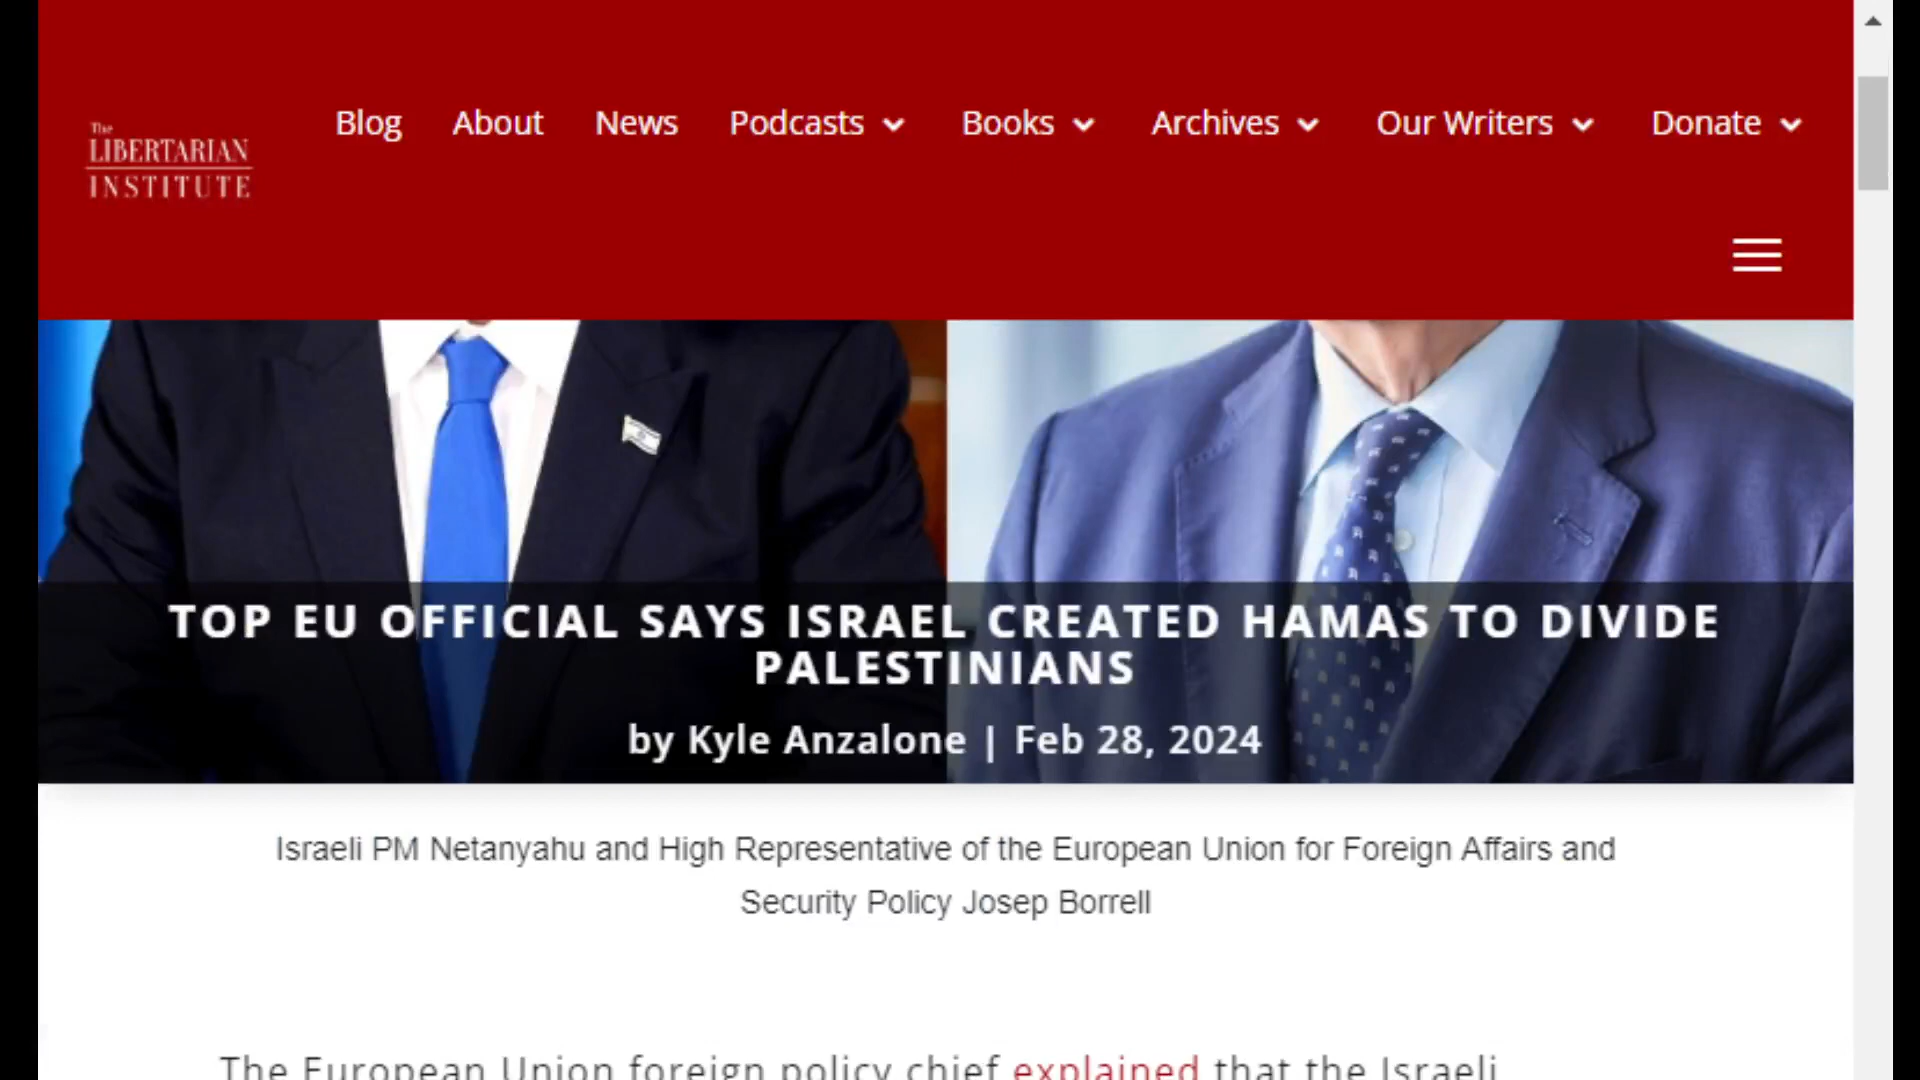 The
LIBERTARIAN
INSTITUTE
Blog About News Podcasts Books Archives Our Writers Donate
TOP EU OFFICIAL SAYS ISRAEL CREATED HAMAS TO DIVIDE
PALESTINIANS
by Kyle Anzalone | Feb 28, 2024
Israeli PM Netanyahu and High Representative of the European Union for Foreign Affairs and
Security Policy Josep Borrell
The European Union foreign policy chief explained that the Israeli